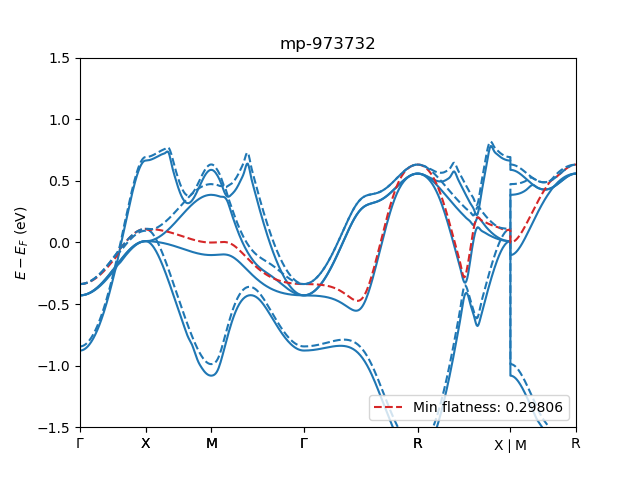 mp-973732
1.5
1.0
0.5
0.0
−0.5
−1.0
−1.5
E − E_F (eV)
Min flatness: 0.29806
Γ X M Γ R X | M R